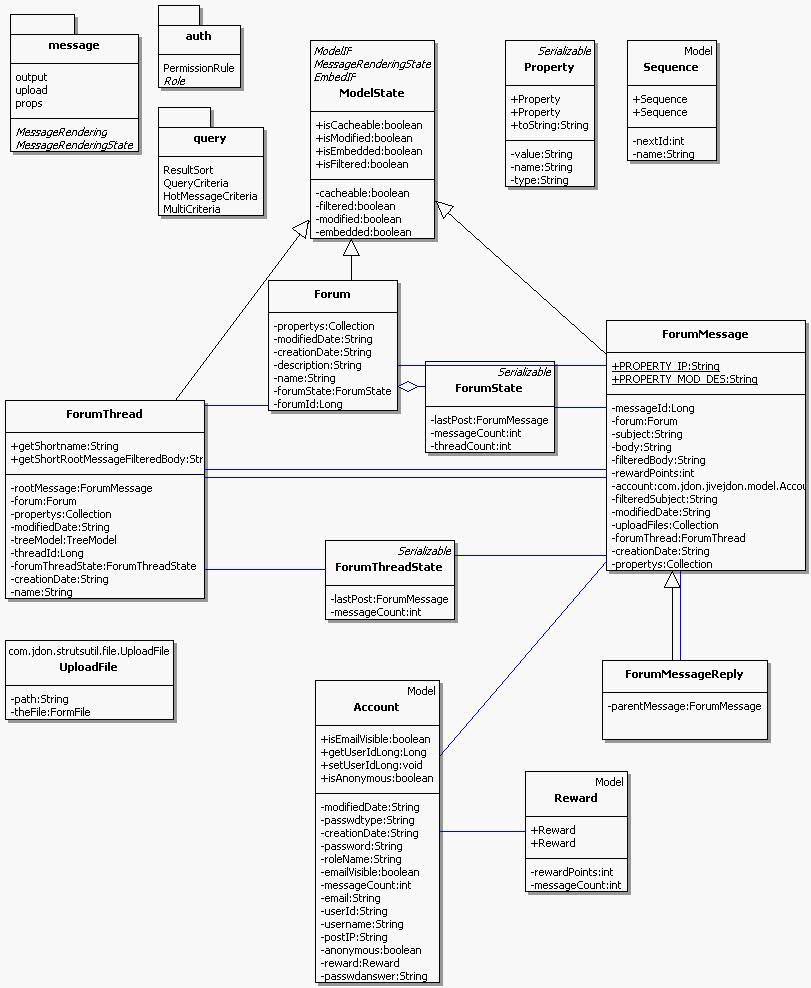 message
output
upload
props
MessageRendering
MessageRenderingState
auth
PermissionRule
Role
query
ResultSort
QueryCriteria
HotMessageCriteria
MultiCriteria
ModelIF
MessageRenderingState
EmbedIF
ModelState
+isCacheable:boolean
+isModified:boolean
+isEmbedded:boolean
+isFiltered:boolean
-cacheable:boolean
-filtered:boolean
-modified:boolean
-embedded:boolean
Serializable
Property
+Property
+Property
+toString:String
-value:String
-name:String
-type:String
Model
Sequence
+Sequence
+Sequence
-nextId:int
-name:String
Forum
-propertys:Collection
-modifiedDate:String
-creationDate:String
-description:String
-name:String
-forumState:ForumState
-forumId:Long
Serializable
ForumState
-lastPost:ForumMessage
-messageCount:int
-threadCount:int
ForumMessage
+PROPERTY_IP:String
+PROPERTY_MOD_DES:String
-messageId:Long
-forum:Forum
-subject:String
-body:String
-filteredBody:String
-rewardPoints:int
-account:com.jdon.jivejdon.model.Accou
-filteredSubject:String
-modifiedDate:String
-uploadFiles:Collection
-forumThread:ForumThread
-creationDate:String
-propertys:Collection
ForumThread
+getShortname:String
+getShortRootMessageFilteredBody:Str
-rootMessage:ForumMessage
-forum:Forum
-propertys:Collection
-modifiedDate:String
-treeModel:TreeModel
-threadId:Long
-forumThreadState:ForumThreadState
-creationDate:String
-name:String
Serializable
ForumThreadState
-lastPost:ForumMessage
-messageCount:int
com.jdon.strutsutil.file.UploadFile
UploadFile
-path:String
-theFile:FormFile
ForumMessageReply
-parentMessage:ForumMessage
Model
Account
+isEmailVisible:boolean
+getUserIdLong:Long
+setUserIdLong:void
+isAnonymous:boolean
-modifiedDate:String
-passwdtype:String
-creationDate:String
-password:String
-roleName:String
-emailVisible:boolean
-messageCount:int
-email:String
-userId:String
-username:String
-postIP:String
-anonymous:boolean
-reward:Reward
-passwdanswer:String
Model
Reward
+Reward
+Reward
-rewardPoints:int
-messageCount:int